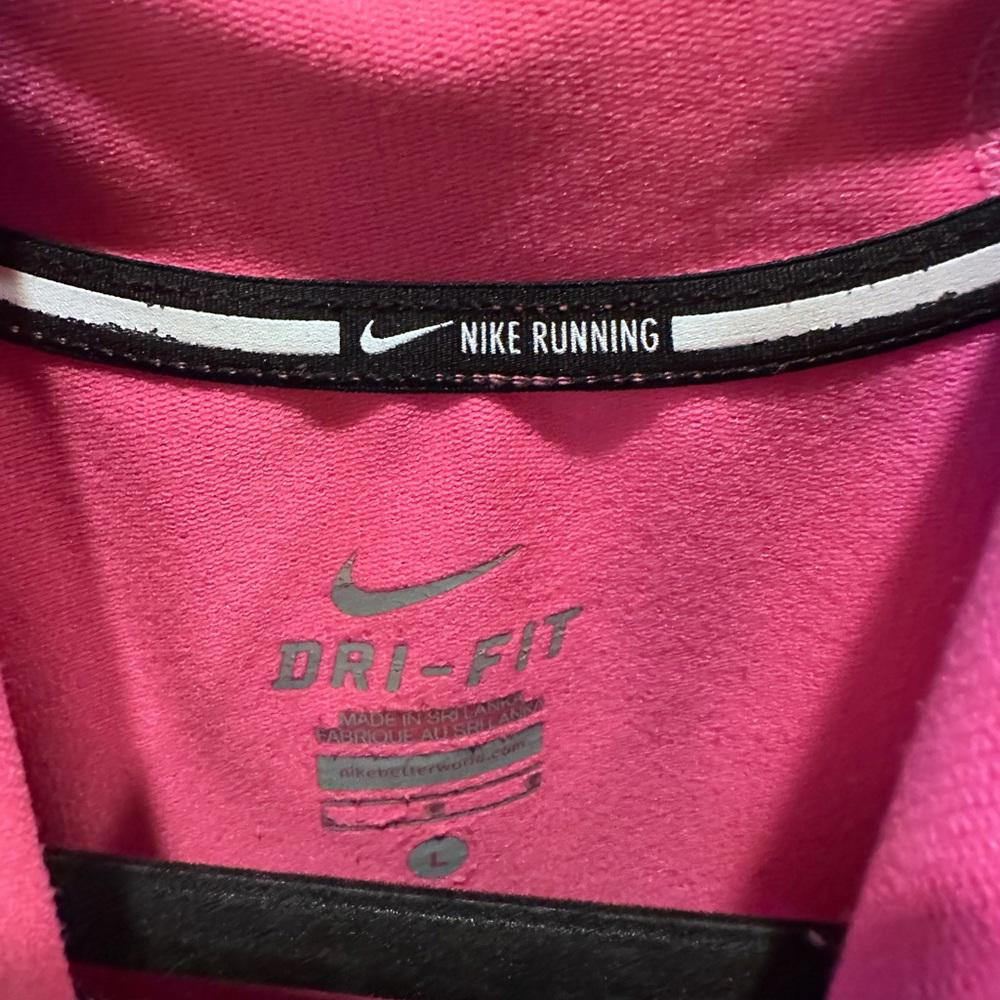 NIKE RUNNING
DRI-FIT
MADE IN SRI LANKA
FABRIQUE AU SRI LANKA
nikebetterworld.com
L